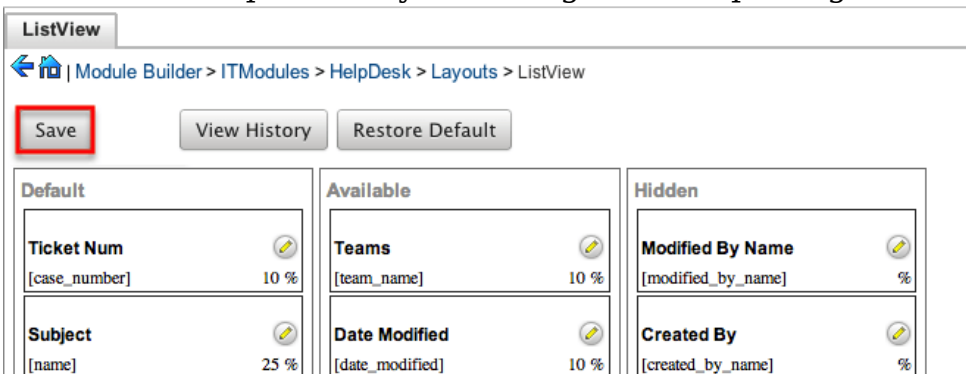 ListView
| Module Builder > ITModules > HelpDesk > Layouts > ListView
Save View History Restore Default
Default Available Hidden
Ticket Num Teams Modified By Name
[case_number] 10 % [team_name] 10 % [modified_by_name] %
Subject Date Modified Created By
[name] 25 % [date_modified] 10 % [created_by_name] %